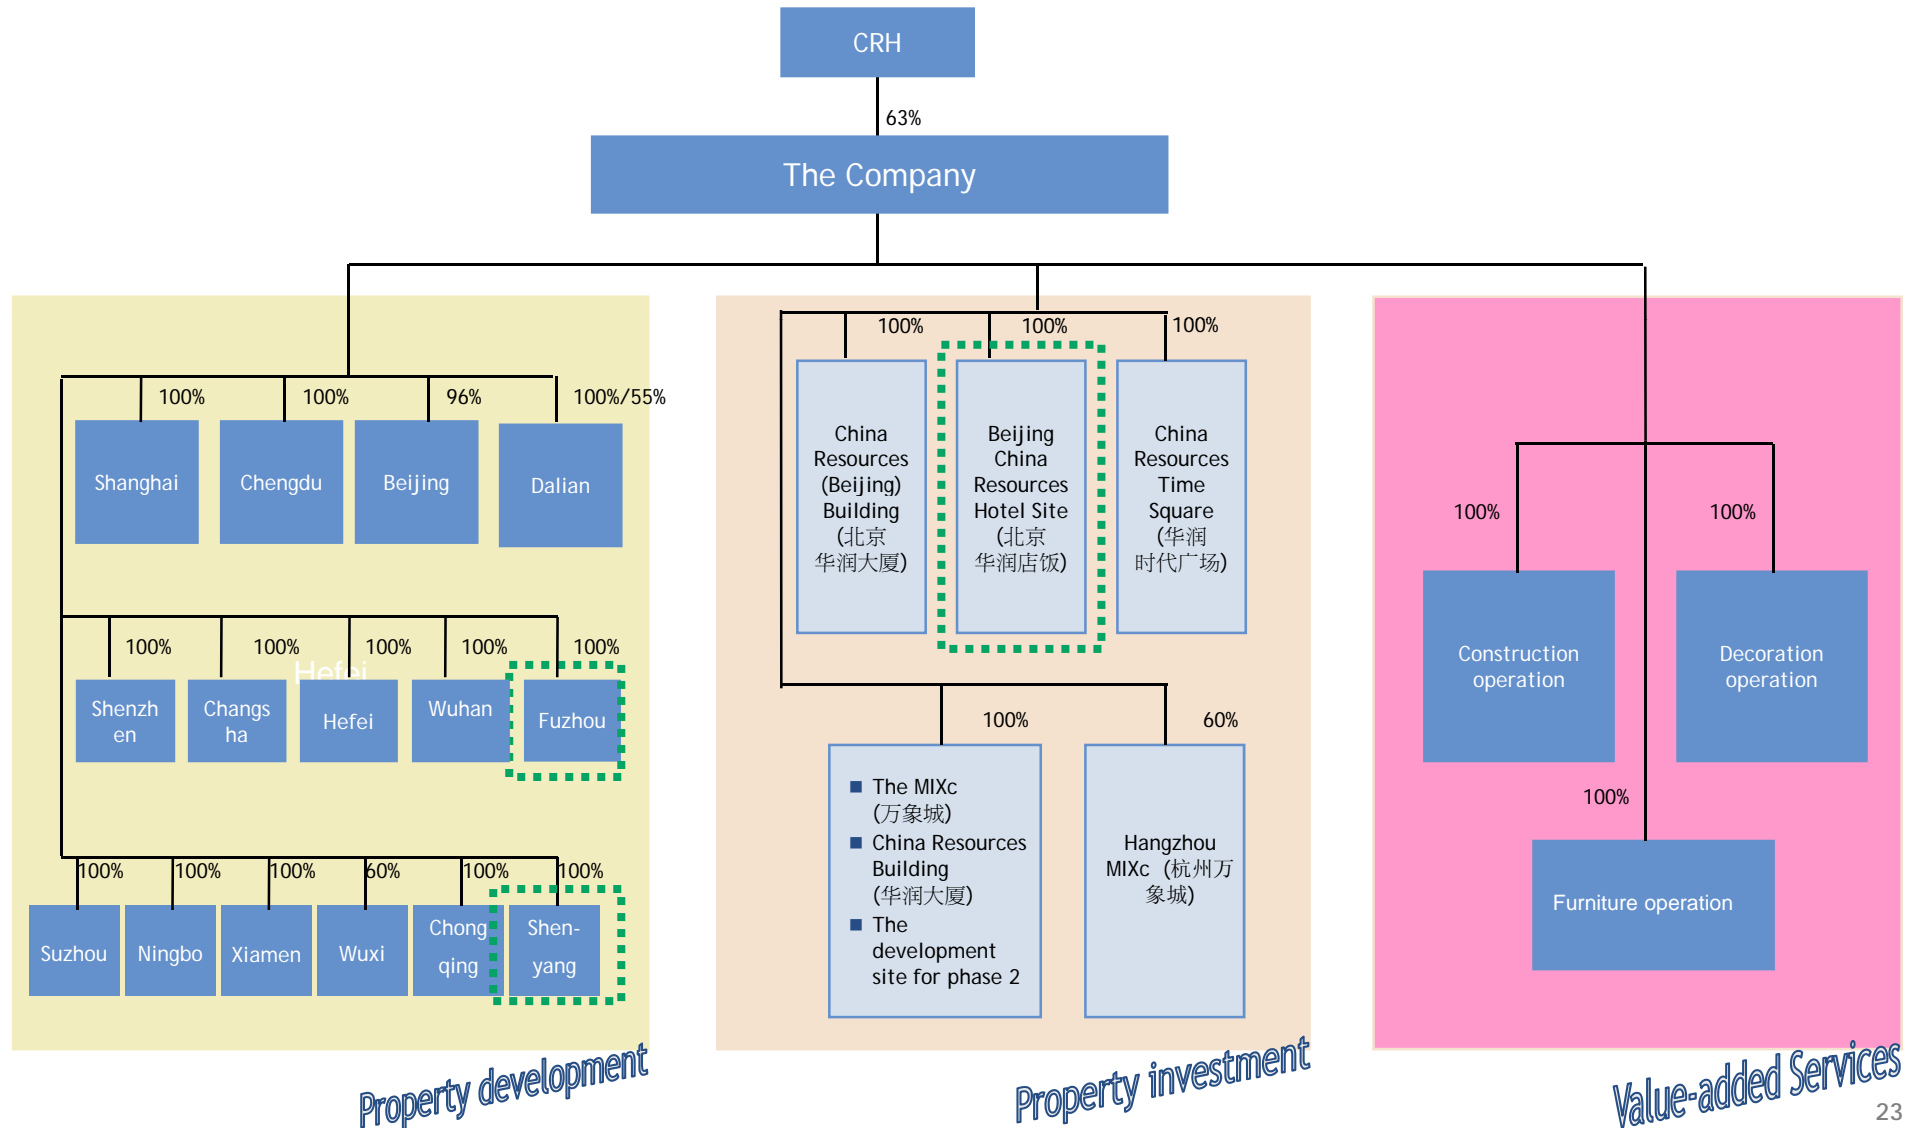 CRH
63%
The Company
100%
100%
96%
100%/55%
Shanghai
Chengdu
Beijing
Dalian
100%
100%
100%
100%
100%
Hefei
Shenzh
en
Changs
ha
Hefei
Wuhan
Fuzhou
100%
100%
100%
60%
100%
100%
Suzhou
Ningbo
Xiamen
Wuxi
Chong
qing
Shen-
yang
Property development
100%
100%
100%
China
Resources
(Beijing)
Building
(北京
华润大厦)
Beijing
China
Resources
Hotel Site
(北京
华润店饭)
China
Resources
Time
Square
(华润
时代广场)
100%
60%
■ The MIXc
(万象城)
■ China Resources
Building
(华润大厦)
■ The
development
site for phase 2
Hangzhou
MIXc (杭州万
象城)
Property investment
100%
100%
Construction
operation
Decoration
operation
100%
Furniture operation
Value-added Services
23